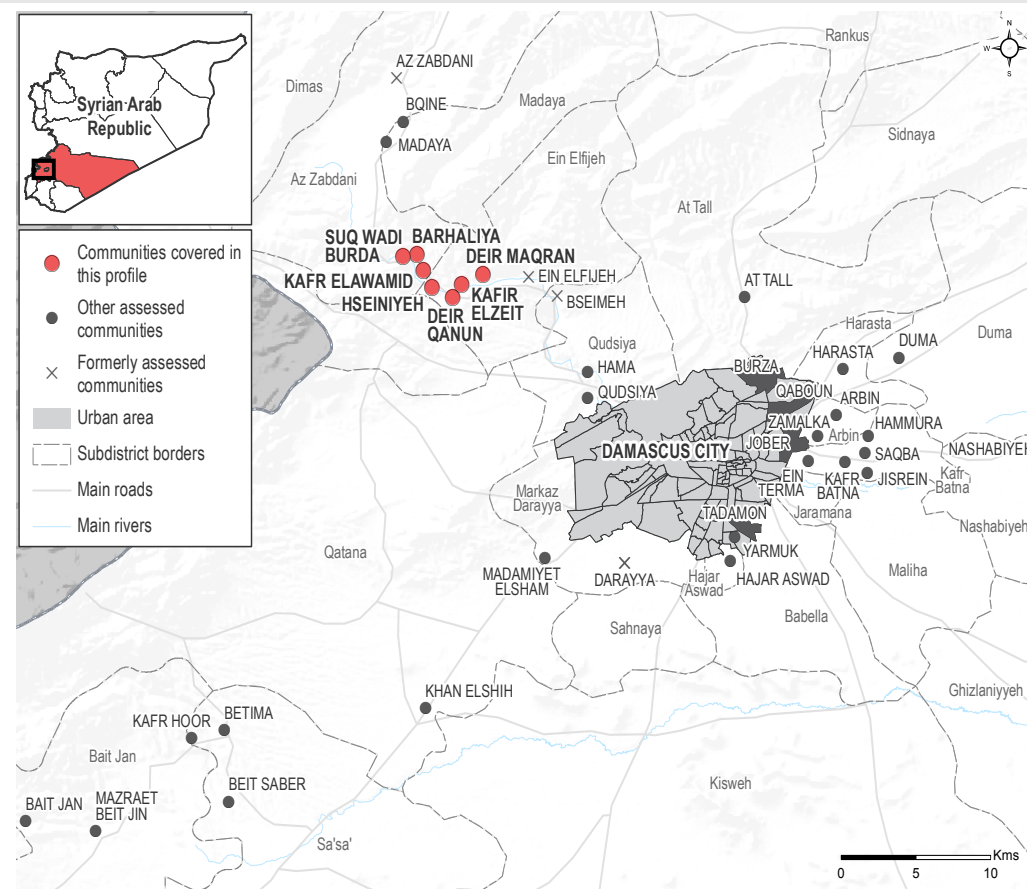 Syrian Arab
Republic
Communities covered in
this profile
Other assessed
communities
Formerly assessed
communities
Urban area
Subdistrict borders
Main roads
Main rivers
N
W
S
Rankus
AZ ZABDANI
Dimas
BQINE
Madaya
MADAYA
Sidnaya
Ein Elfijeh
Az Zabdani
At Tall
SUQ WADI
BURDA
BARHALIYA
DEIR MAQRAN
KAFR ELAWAMID
EIN ELFIJEH
HSEINIYEH
KAFIR
ELZEIT
BSEIMEH
DEIR
QANUN
AT TALL
Harasta
Duma
DUMA
Qudsiya
HARASTA
HAMA
BURZA
QUDSIYA
QABOUN
ARBIN
ZAMALKA
HAMMURA
Arbin
JOBER
DAMASCUS CITY
SAQBA
NASHABIYEH
EIN
TERMA
KAFR
BATNA
JISREIN
Kafr
Batna
Markaz
Darayya
TADAMON
Jaramana
Nashabiyeh
Qatana
YARMUK
MADAMIYET
ELSHAM
DARAYYA
Hajar
Aswad
HAJAR ASWAD
Maliha
Sahnaya
Babella
KHAN ELSHIH
Ghizlaniyyeh
KAFR HOOR
BETIMA
Bait Jan
BEIT SABER
Kisweh
BAIT JAN
MAZRAET
BEIT JIN
Sa'sa'
Kms
0 5 10